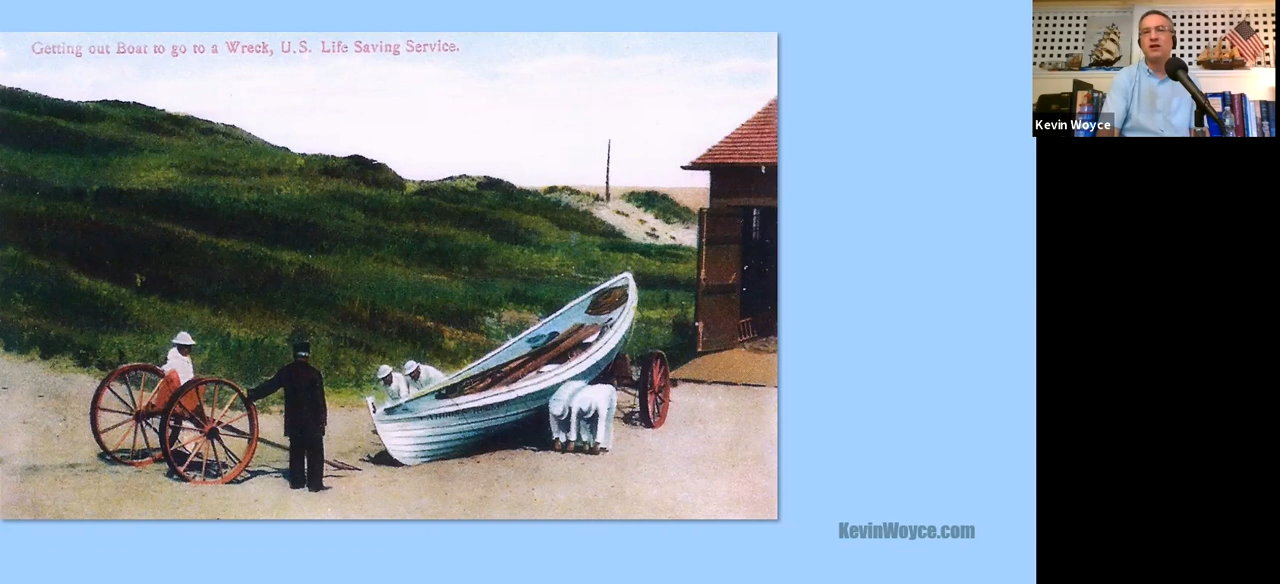 Getting out Boat to go to a Wreck, U.S. Life Saving Service.
Kevin Woyce
KevinWoyce.com